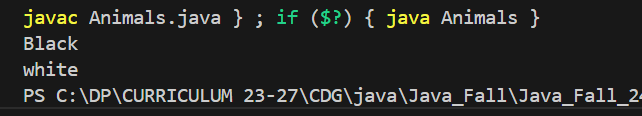 javac Animals.java } ; if ($?) { java Animals }
Black
white
PS C:\DP\CURRICULUM 23-27\CDG\java\Java_Fall\Java_Fall_24